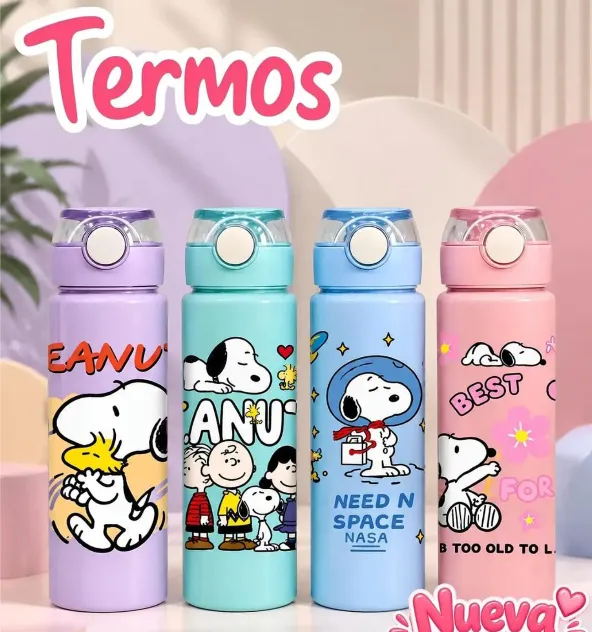 Termos
EANU
ANU
NEED N
SPACE
NASA
BEST
FOR
B TOO OLD TO L.
Nueva